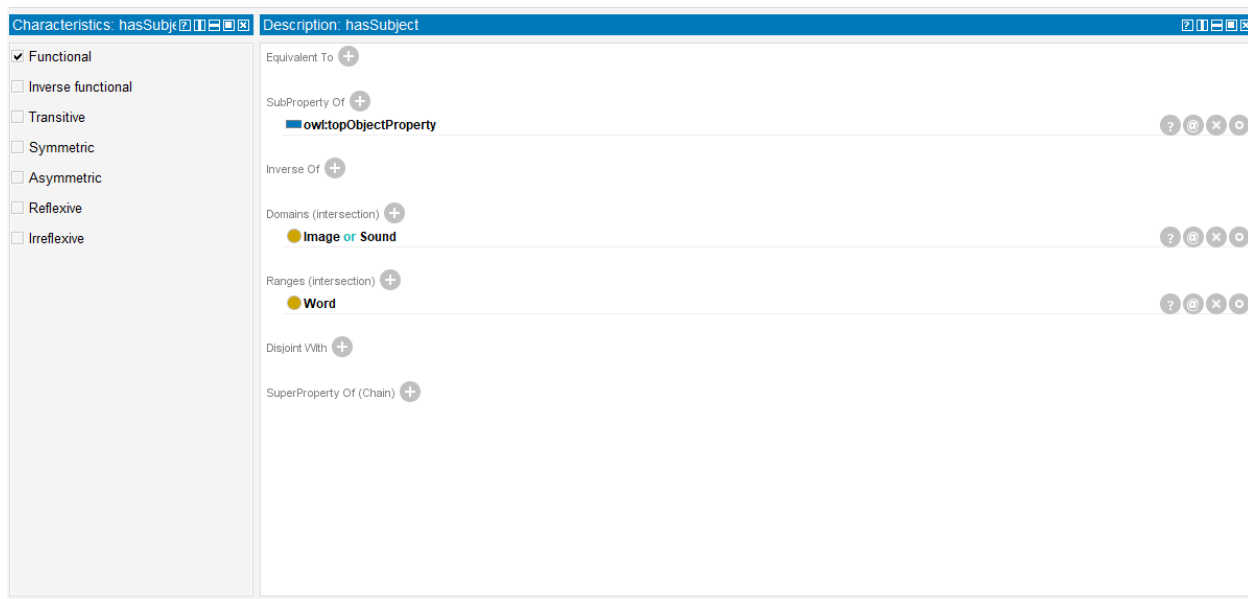 Characteristics: hasSubje
Functional
Inverse functional
Transitive
Symmetric
Asymmetric
Reflexive
Irreflexive
Description: hasSubject
Equivalent To
SubProperty Of
owl:topObjectProperty
Inverse Of
Domains (intersection)
Image or Sound
Ranges (intersection)
Word
Disjoint With
SuperProperty Of (Chain)